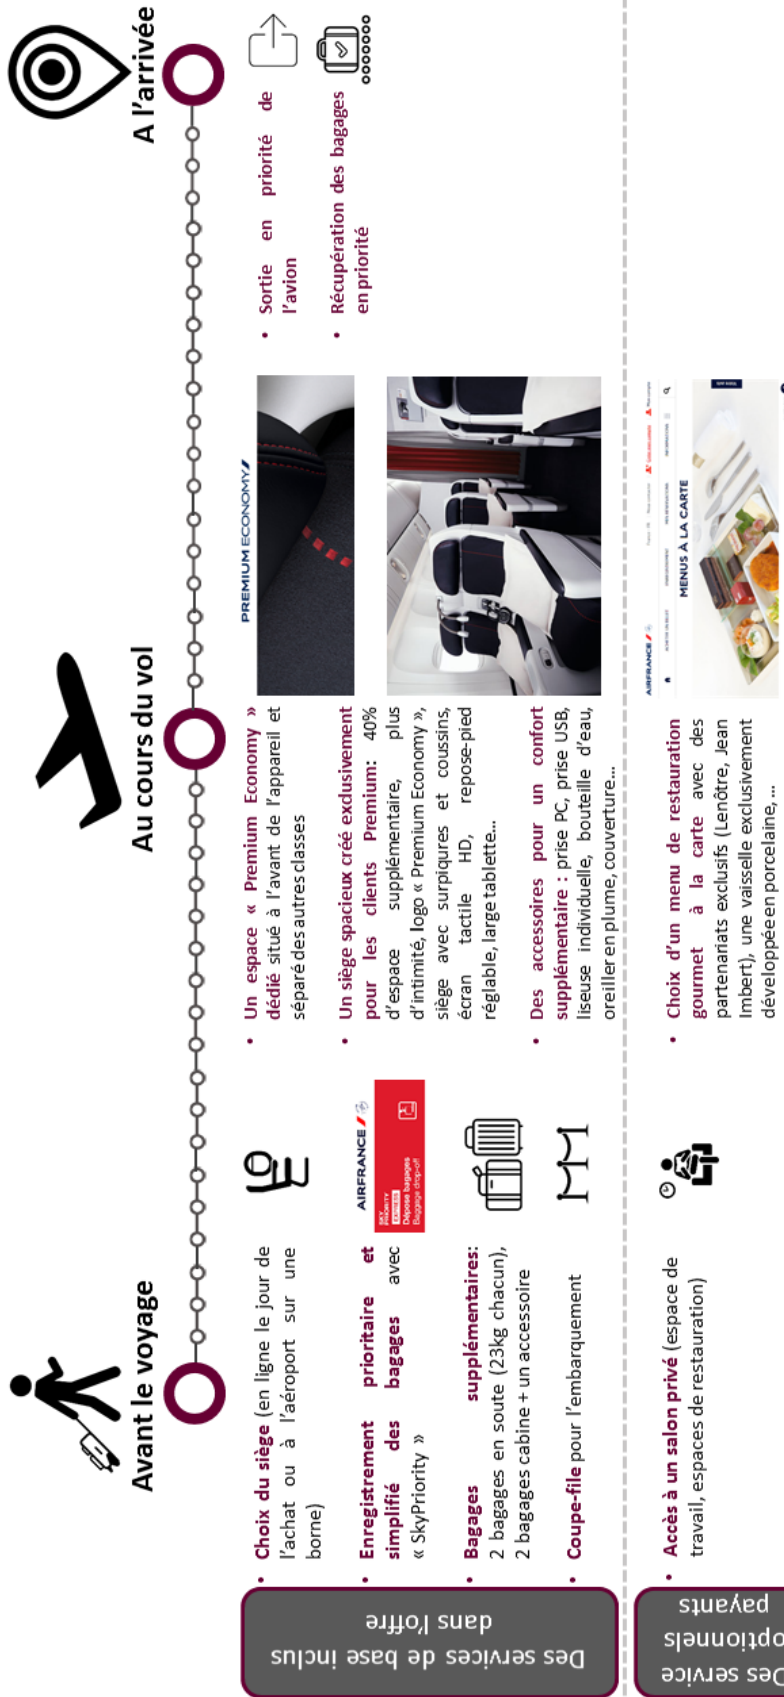 Avant le voyage
Au cours du vol
A l'arrivée
Des services de base inclus
dans l'offre
• Choix du siège (en ligne le jour de
l'achat ou à l'aéroport sur une
borne)
• Enregistrement prioritaire et
simplifié des bagages avec
« SkyPriority »
AIRFRANCE
SKY
PRIORITY
EXPRESS
Dépose bagages
Baggage drop-off
• Bagages supplémentaires:
2 bagages en soute (23kg chacun),
2 bagages cabine + un accessoire
• Coupe-file pour l'embarquement
• Un espace « Premium Economy »
dédié situé à l'avant de l'appareil et
séparé des autres classes
• Un siège spacieux créé exclusivement
pour les clients Premium: 40%
d'espace supplémentaire, plus
d'intimité, logo « Premium Economy »,
siège avec surpiqures et coussins,
écran tactile HD, repose-pied
réglable, large tablette...
• Des accessoires pour un confort
supplémentaire : prise PC, prise USB,
liseuse individuelle, bouteille d'eau,
oreiller en plume, couverture...
PREMIUM ECONOMY
• Sortie en priorité de
l'avion
• Récupération des bagages
en priorité
Des service
optionnels
payants
• Accès à un salon privé (espace de
travail, espaces de restauration)
• Choix d'un menu de restauration
gourmet à la carte avec des
partenariats exclusifs (Lenôtre, Jean
Imbert), une vaisselle exclusivement
développée en porcelaine, ...
AIRFRANCE
MENUS À LA CARTE